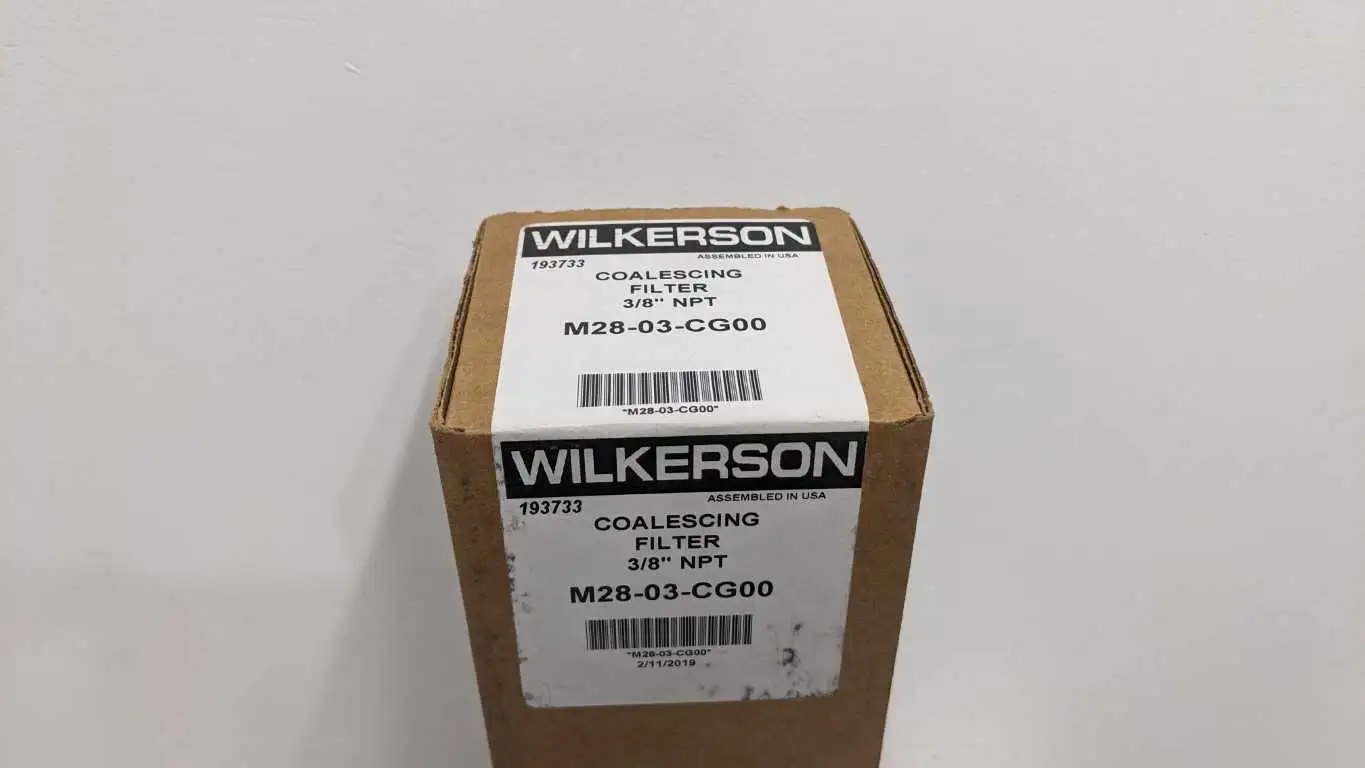 WILKERSON
193733
ASSEMBLED IN USA
COALESCING
FILTER
3/8" NPT
M28-03-CG00
"M28-03-CG00"
WILKERSON
193733
ASSEMBLED IN USA
COALESCING
FILTER
3/8" NPT
M28-03-CG00
"M28-03-CG00"
2/11/2019